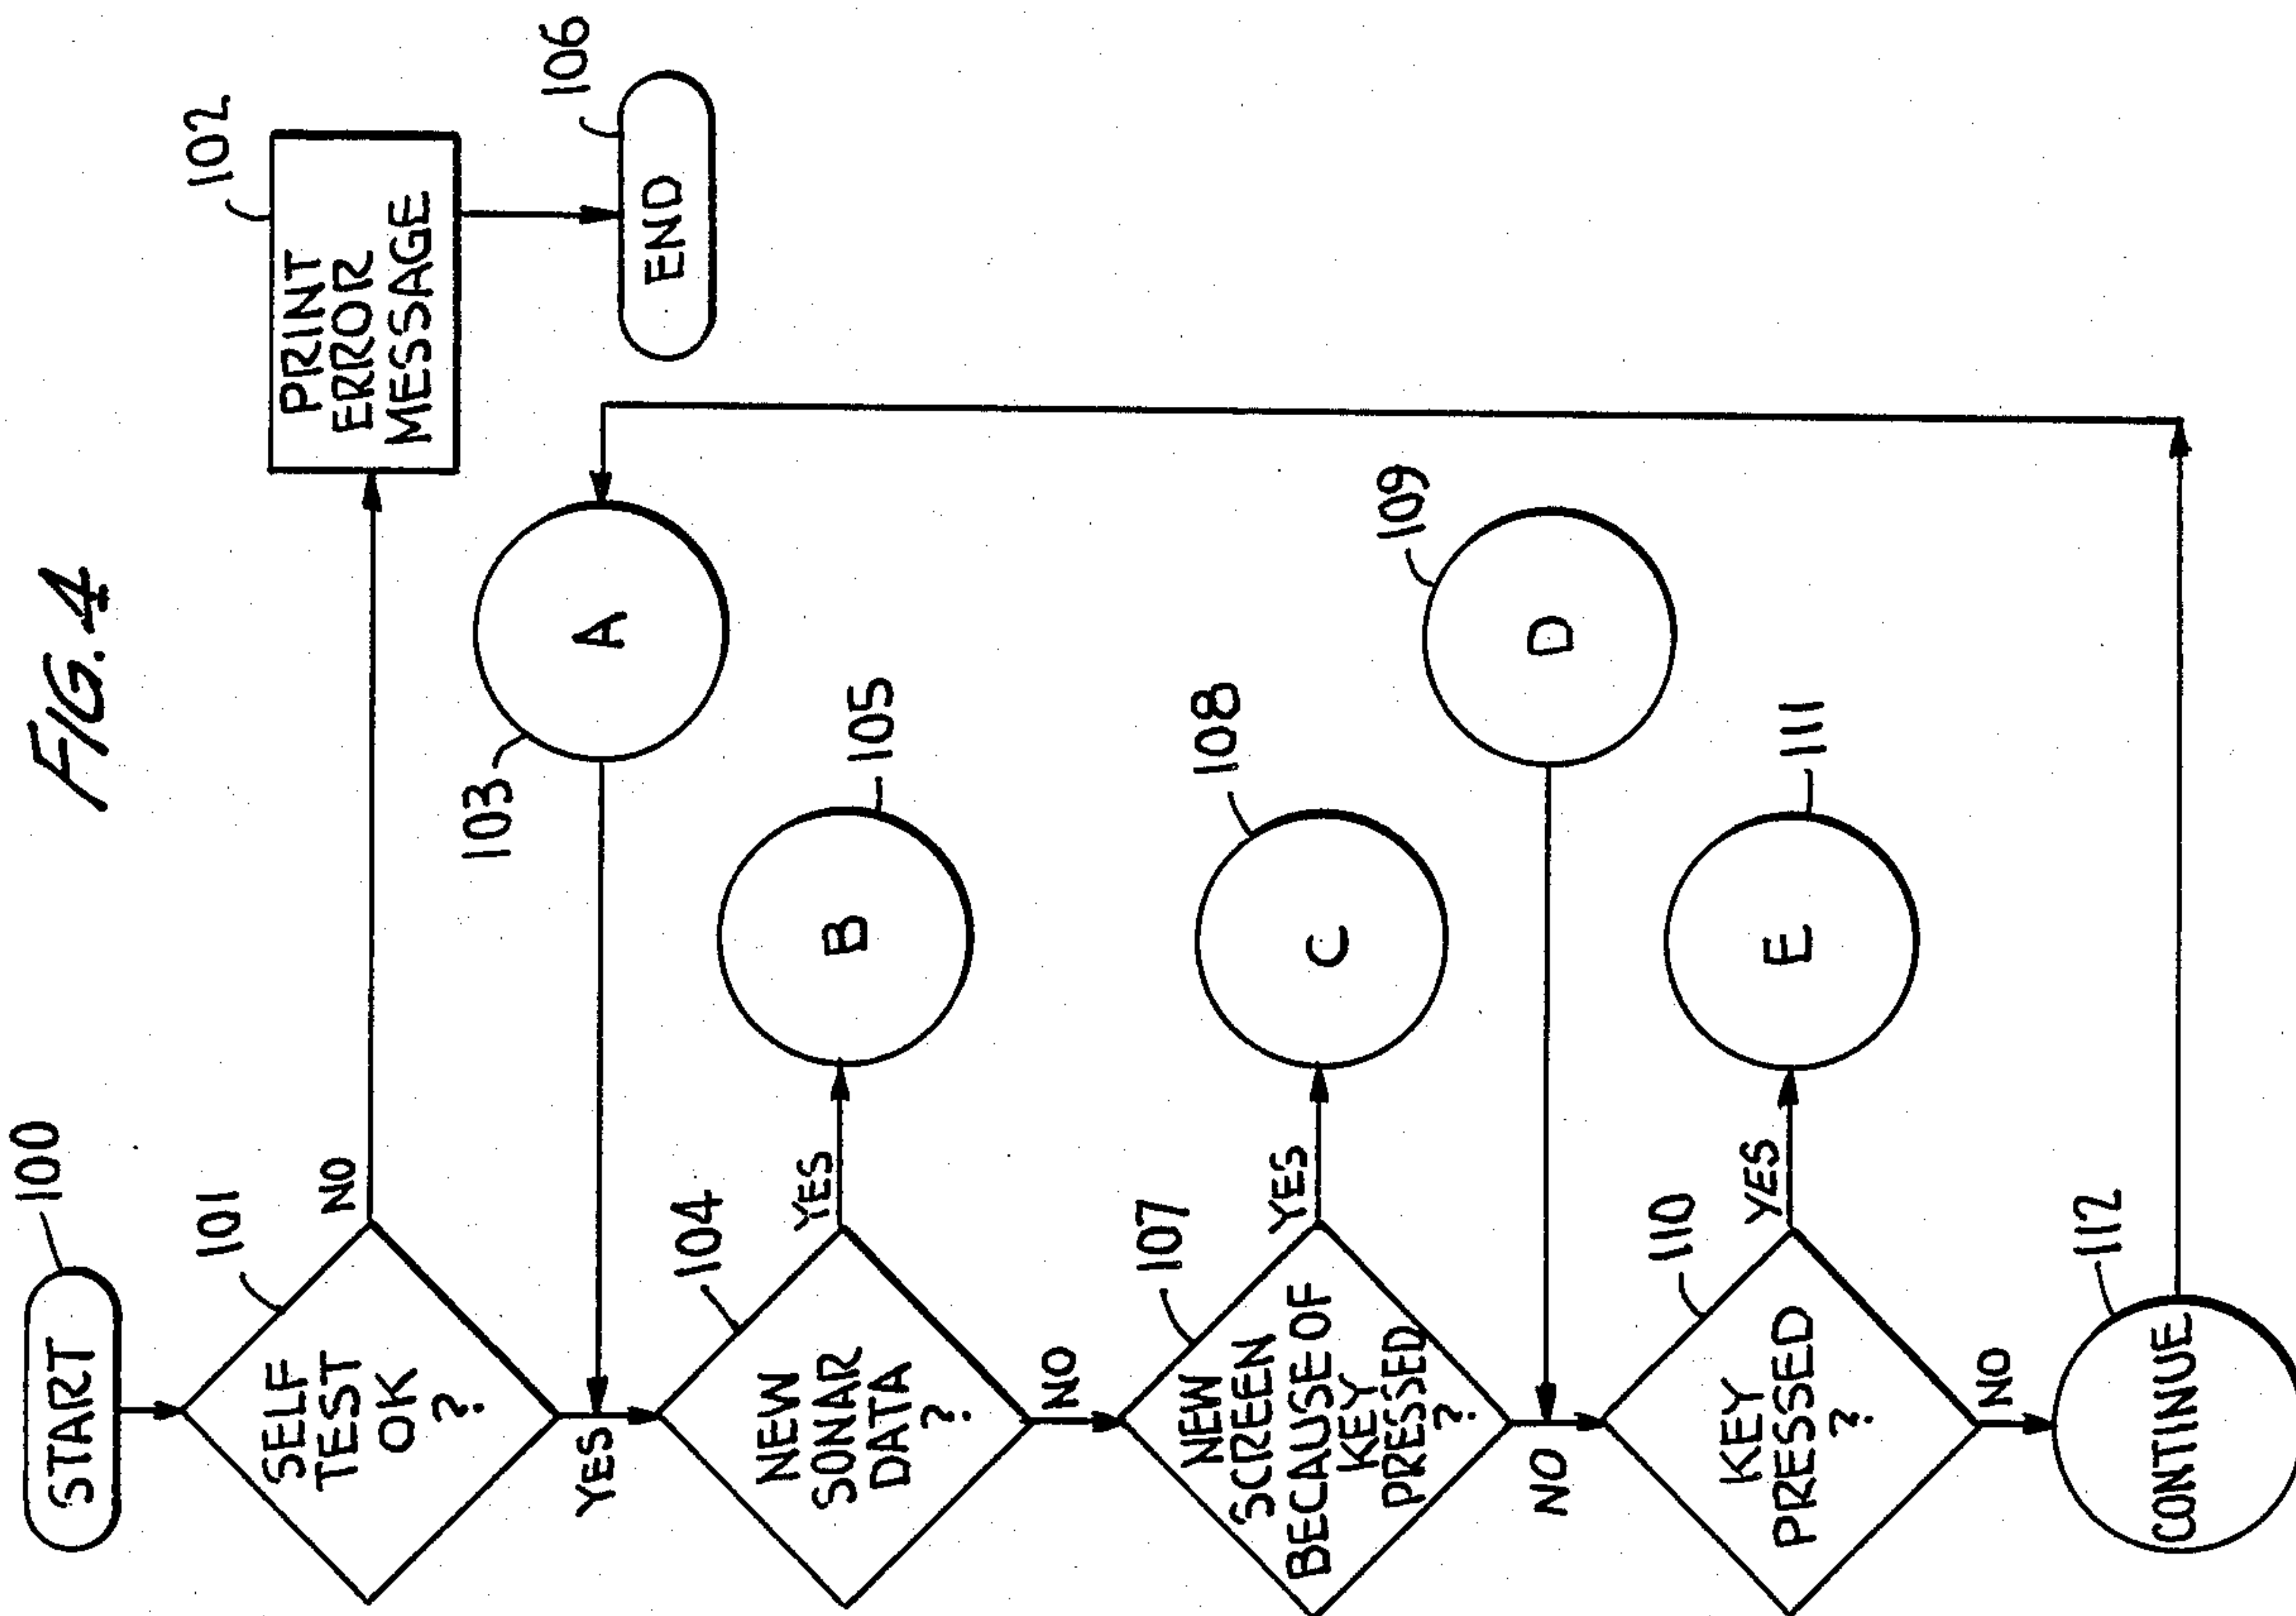 FIG. 4
START
100
SELF
TEST
OK
?
101
NO
PRINT
ERROR
MESSAGE
102
END
106
YES
A
103
NEW
SONAR
DATA
?
104
YES
B
105
NO
NEW
SCREEN
BECAUSE OF
KEY
PRESSED
?
107
YES
C
108
NO
D
109
KEY
PRESSED
?
110
YES
E
111
NO
CONTINUE
112